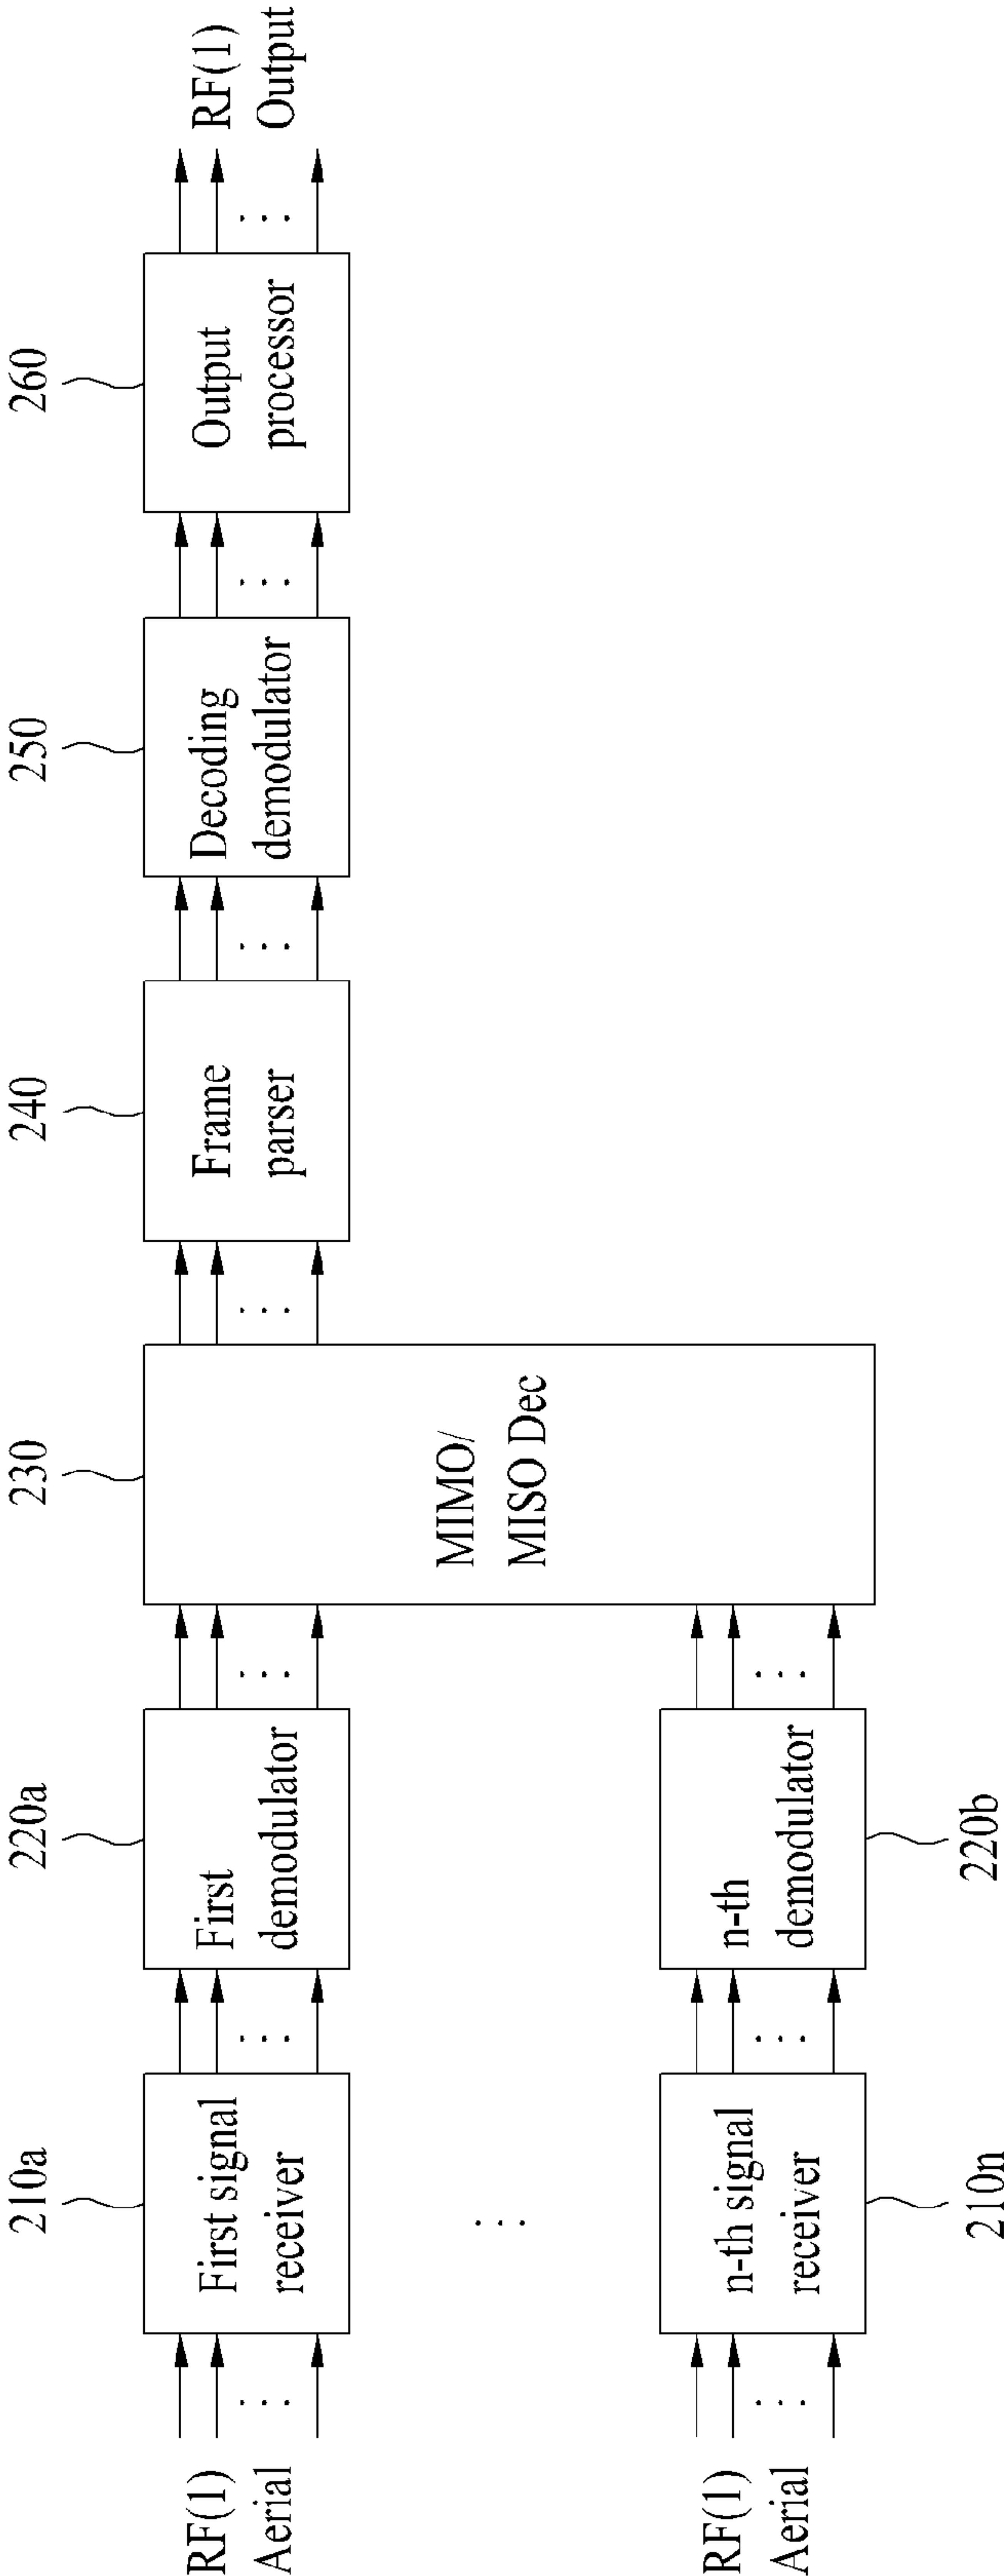 210a
220a
230
240
250
260
RF(1)
Aerial
First signal
receiver
First
demodulator
MIMO/
MISO Dec
Frame
parser
Decoding
demodulator
Output
processor
RF(1)
Output
RF(1)
Aerial
n-th signal
receiver
n-th
demodulator
210n
220b